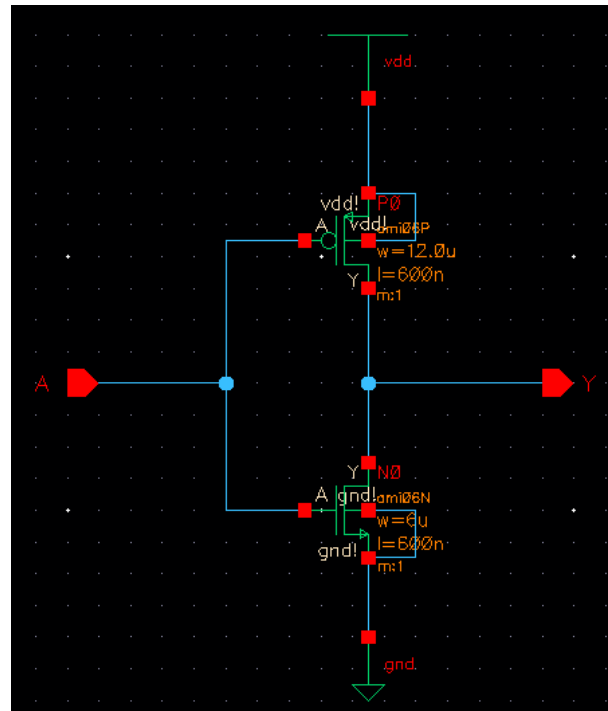 vdd
vdd!
P0
A
vdd!
ami06P
w=12.0u
Y
l=600n
m:1
A
Y
Y
N0
A
gnd!
ami06N
w=6u
gnd!
l=600n
m:1
gnd